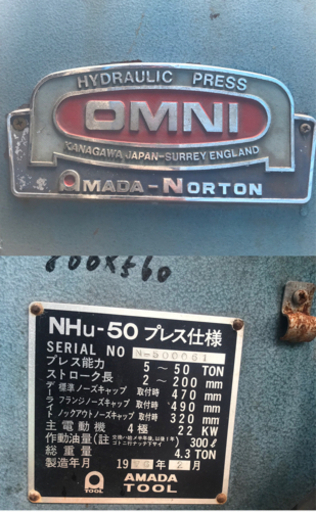 HYDRAULIC PRESS
OMNI
KANAGAWA JAPAN-SURREY ENGLAND
AMADA-NORTON
800x560
NHu-50 プレス仕様
SERIAL NO N-500061
プレス能力 5～50 TON
ストローク長 2～200 mm
デーライト 標準ノーズキャップ 取付時 470 mm
フランジノーズキャップ 取付時 490 mm
ノックアウトノーズキャップ 取付時 320 mm
主電動機 4極 22 KW
作動油量(註 300ℓ
総重量 4.3 TON
製造年月 19 年 2月
TOOL
AMADA
TOOL